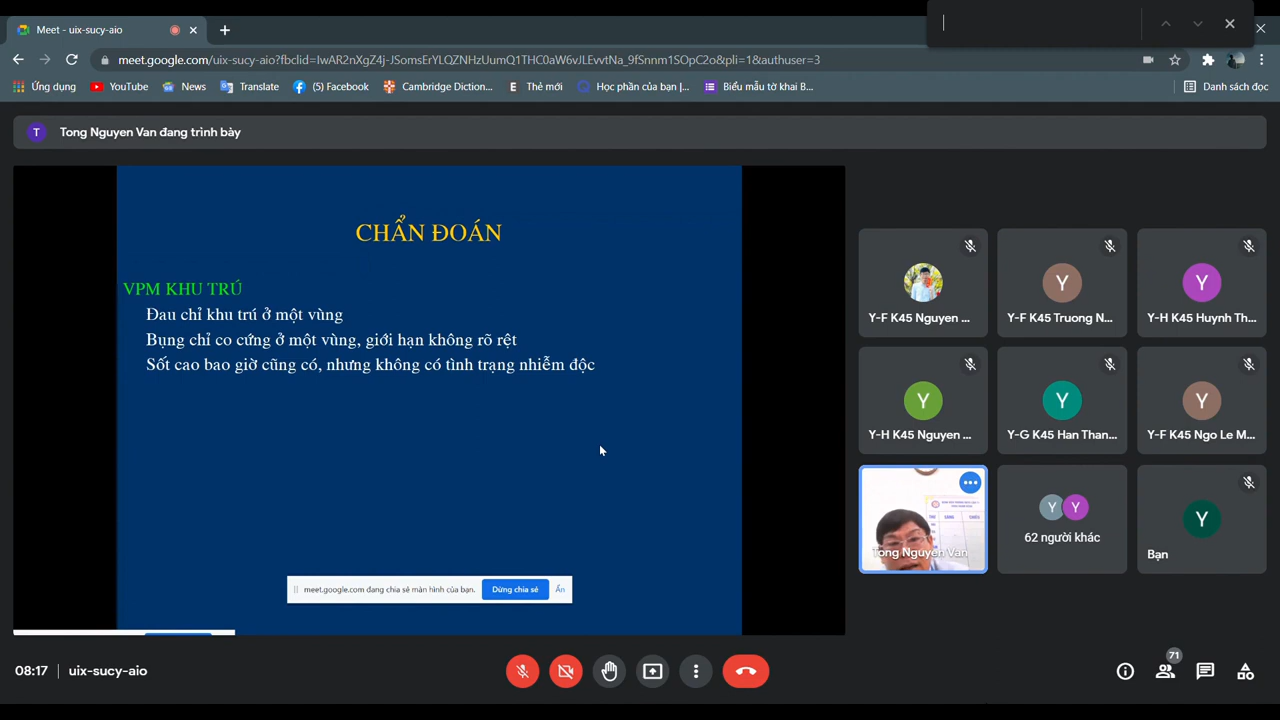 Meet - uix-sucy-aio
meet.google.com/uix-sucy-aio?fbclid=IwAR2nXgZ4j-JSomsErYLQZNHzUumQ1THC0aW6vJLEvvtNa_9fSnnm1SOpC2o&pli=1&authuser=3
Ứng dụng YouTube News Translate (5) Facebook Cambridge Diction... E Thẻ mới Học phần của bạn |... Biểu mẫu tờ khai B... Danh sách đọc
T Tong Nguyen Van đang trình bày
CHẨN ĐOÁN
VPM KHU TRÚ
Đau chỉ khu trú ở một vùng
Bụng chỉ co cứng ở một vùng, giới hạn không rõ rệt
Sốt cao bao giờ cũng có, nhưng không có tình trạng nhiễm độc
meet.google.com đang chia sẻ màn hình của bạn. Dừng chia sẻ Ẩn
Y Y
Y-F K45 Nguyen ... Y-F K45 Truong N... Y-H K45 Huynh Th...
Y Y Y
Y-H K45 Nguyen ... Y-G K45 Han Than... Y-F K45 Ngo Le M...
THE SÁNG CHIỀU
Y Y Y
Tong Nguyen Van 62 người khác Bạn
71
08:17 | uix-sucy-aio